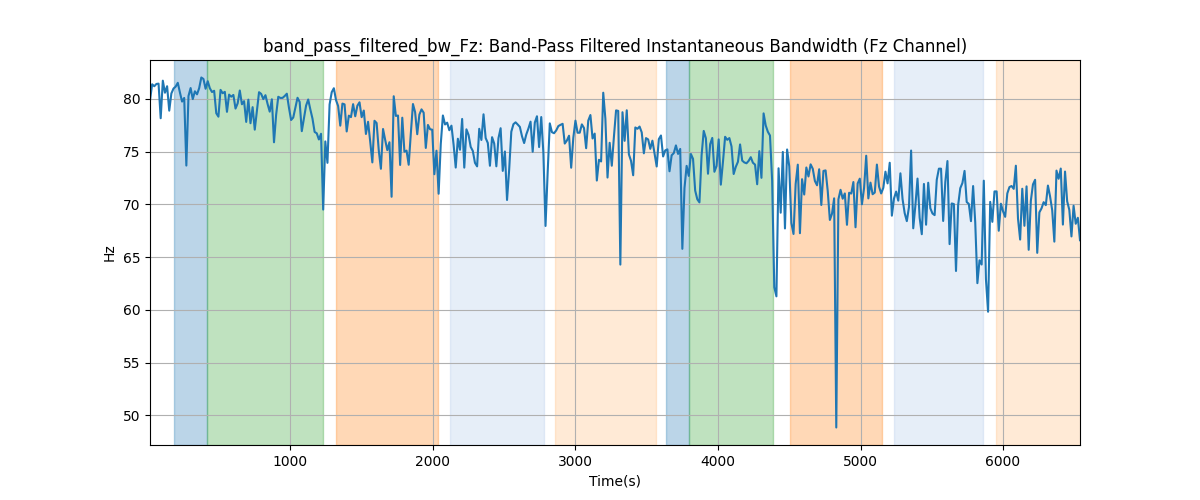 band_pass_filtered_bw_Fz: Band-Pass Filtered Instantaneous Bandwidth (Fz Channel)
80
75
70
65
60
55
50
Hz
1000 2000 3000 4000 5000 6000
Time(s)